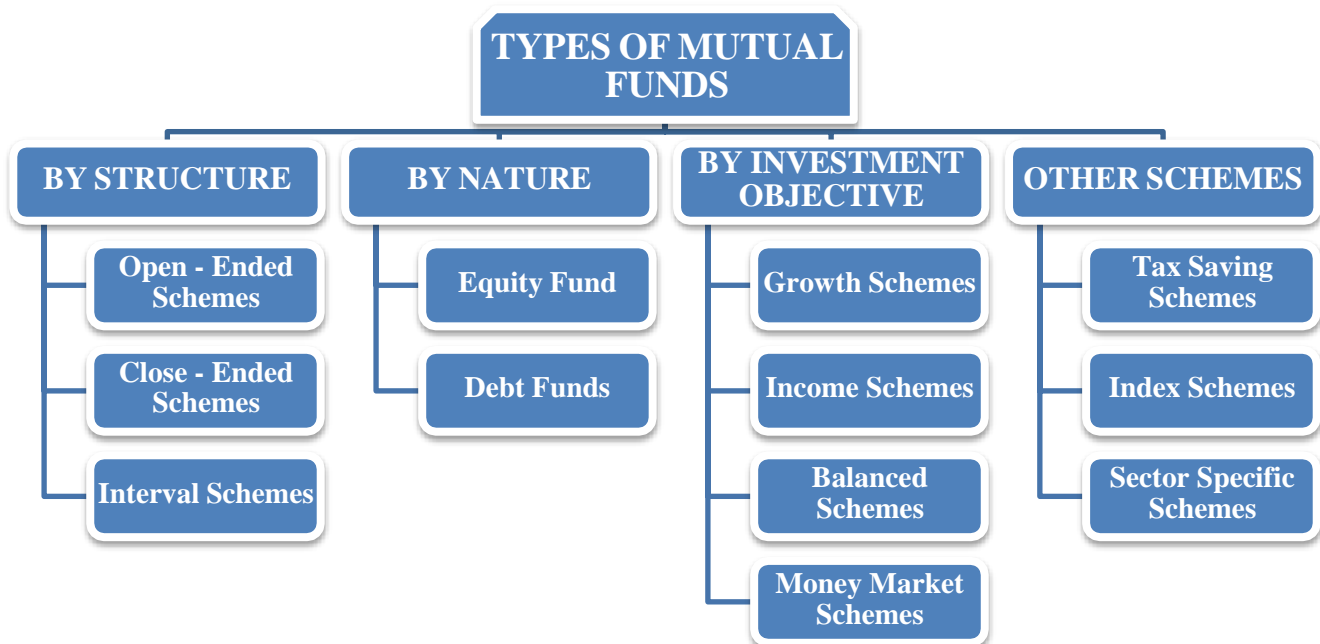 TYPES OF MUTUAL
FUNDS
BY STRUCTURE
Open - Ended
Schemes
Close - Ended
Schemes
Interval Schemes
BY NATURE
Equity Fund
Debt Funds
BY INVESTMENT
OBJECTIVE
Growth Schemes
Income Schemes
Balanced
Schemes
Money Market
Schemes
OTHER SCHEMES
Tax Saving
Schemes
Index Schemes
Sector Specific
Schemes